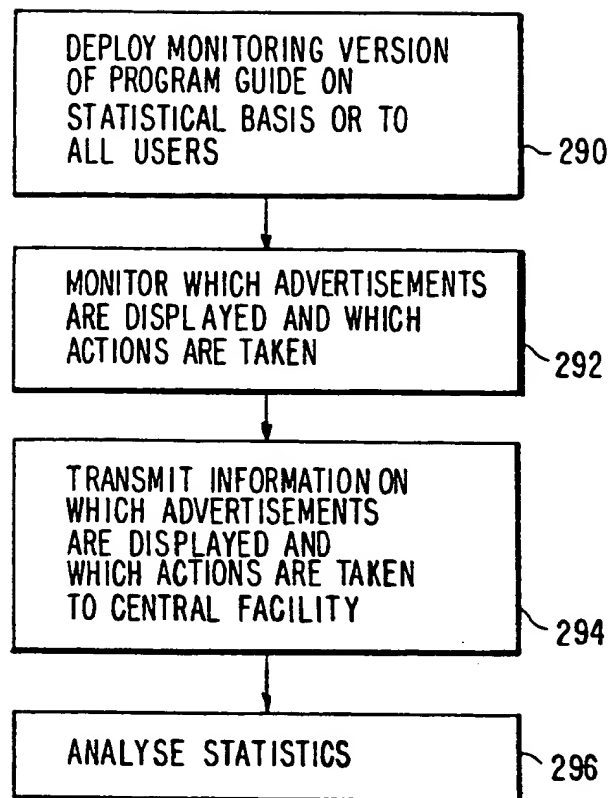 DEPLOY MONITORING VERSION
OF PROGRAM GUIDE ON
STATISTICAL BASIS OR TO
ALL USERS
290
MONITOR WHICH ADVERTISEMENTS
ARE DISPLAYED AND WHICH
ACTIONS ARE TAKEN
292
TRANSMIT INFORMATION ON
WHICH ADVERTISEMENTS
ARE DISPLAYED AND
WHICH ACTIONS ARE TAKEN
TO CENTRAL FACILITY
294
ANALYSE STATISTICS
296